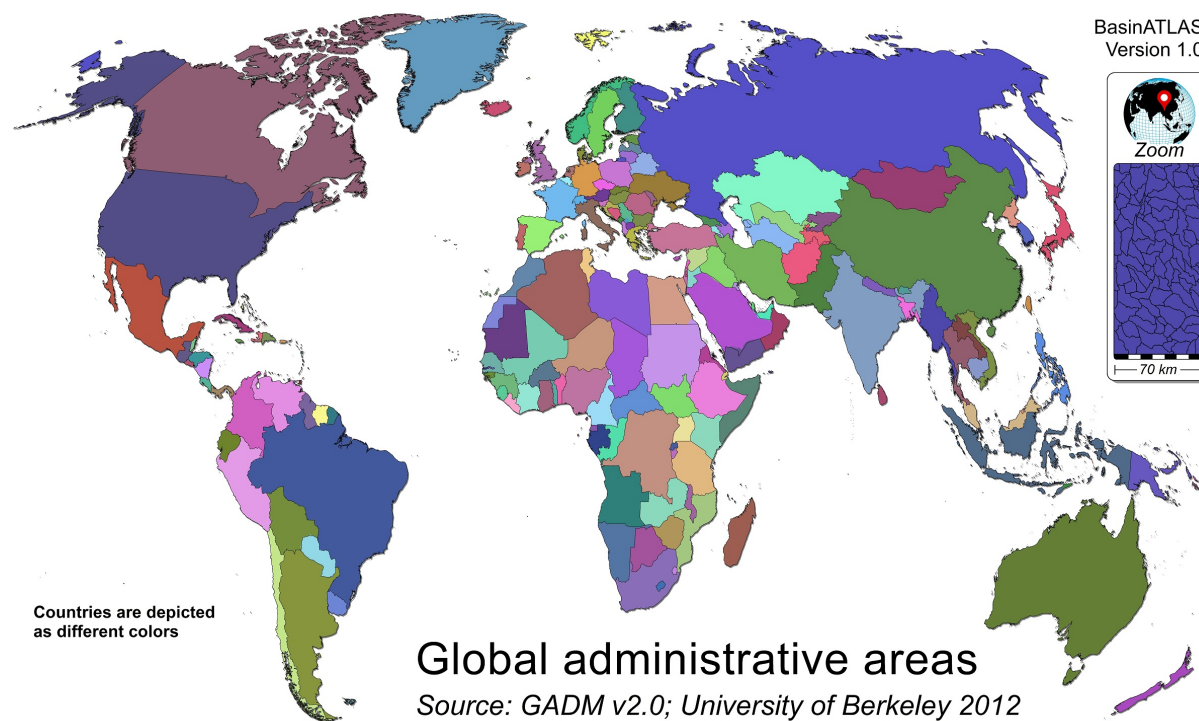 BasinATLAS
Version 1.0
Zoom
70 km
Countries are depicted
as different colors
Global administrative areas
Source: GADM v2.0; University of Berkeley 2012